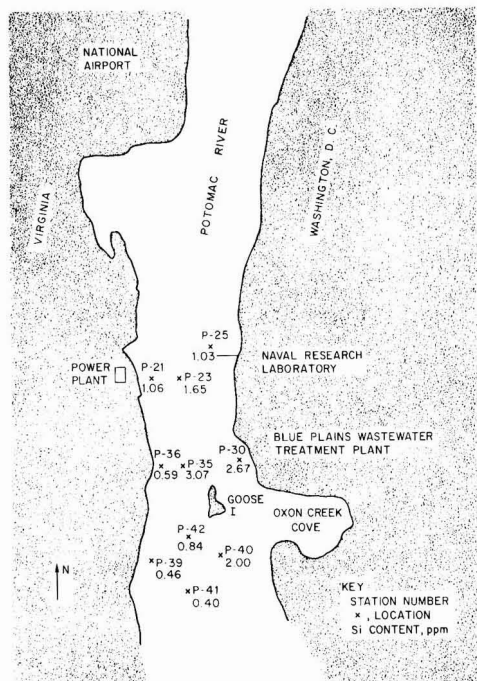 NATIONAL
AIRPORT
POTOMAC RIVER
WASHINGTON, D.C.
VIRGINIA
P-25
1.03
NAVAL RESEARCH
LABORATORY
POWER
PLANT
P-21
1.06
P-23
1.65
BLUE PLAINS WASTEWATER
TREATMENT PLANT
P-36
0.59
P-35
3.07
P-30
2.67
GOOSE
I
OXON CREEK
COVE
P-42
0.84
P-40
2.00
P-39
0.46
P-41
0.40
N
KEY
STATION NUMBER
×, LOCATION
Si CONTENT, ppm